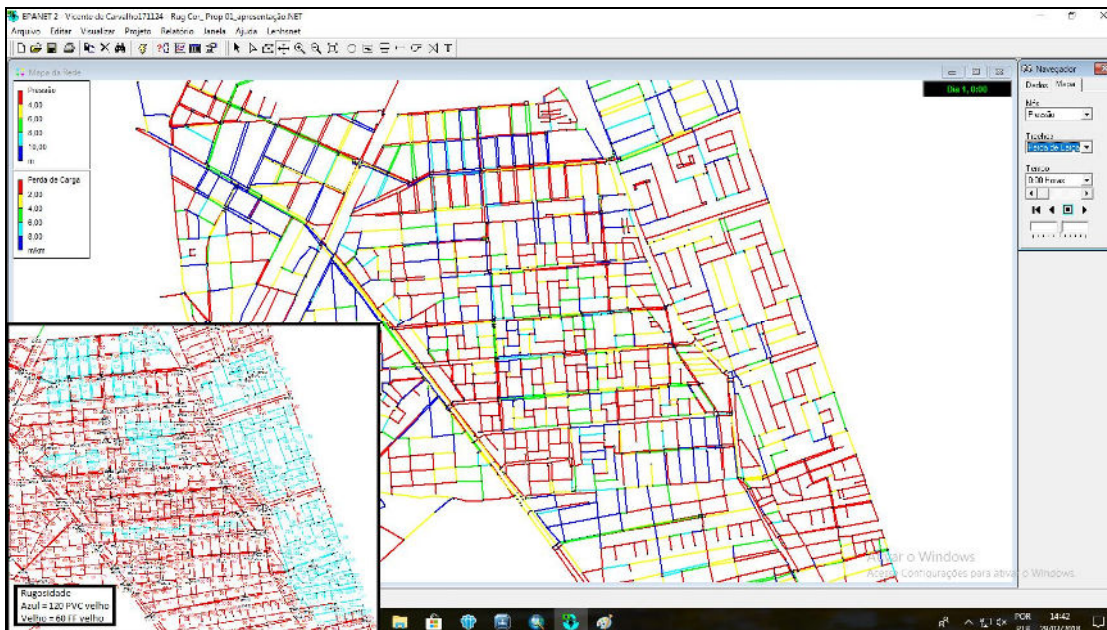 EPANET 2 - Vicente de Carvalho171124 - Rug Cor_ Prop 01_apresentação.NET
Arquivo Editar Visualizar Projeto Relatório Janela Ajuda Lenhsnet
Mapa da Rede
Pressão
4,00
6,00
8,00
10,00
m
Perda de Carga
2,00
4,00
6,00
8,00
m/km
Dia 1, 0:00
Navegador
Dados Mapa
Nós
Pressão
Trechos
Perda de Carga
Tempo
0:00 Horas
Rugosidade
Azul = 120 PVC velho
Velho = 60 FF velho
Ativar o Windows
Acesse Configurações para ativar o Windows.
POR
14:42